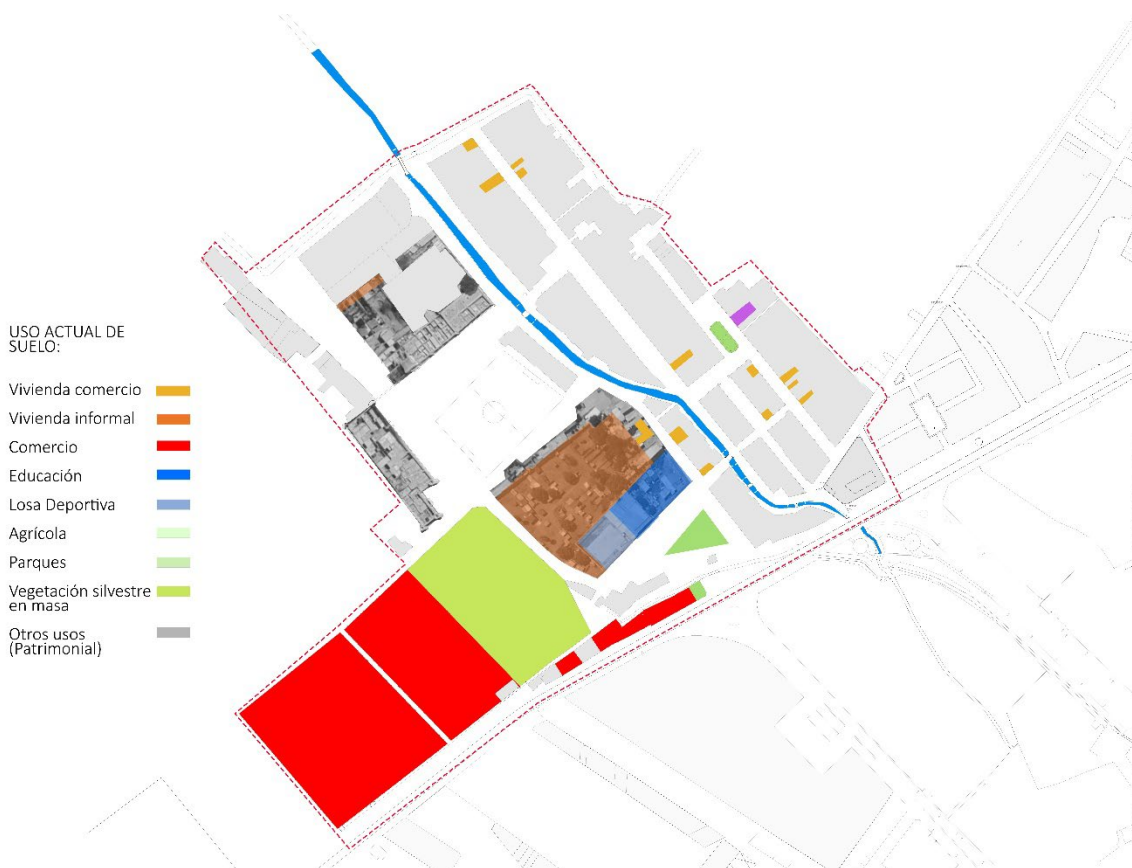 USO ACTUAL DE
SUELO:
Vivienda comercio
Vivienda informal
Comercio
Educación
Losa Deportiva
Agrícola
Parques
Vegetación silvestre
en masa
Otros usos
(Patrimonial)